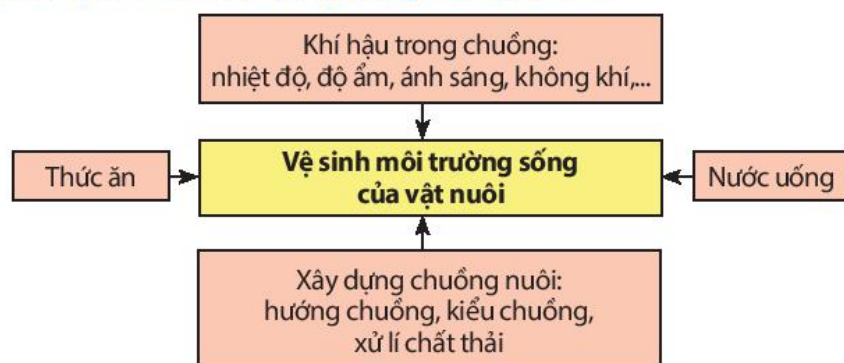 Khí hậu trong chuồng:
nhiệt độ, độ ẩm, ánh sáng, không khí,...
Thức ăn
Vệ sinh môi trường sống
của vật nuôi
Nước uống
Xây dựng chuồng nuôi:
hướng chuồng, kiểu chuồng,
xử lí chất thải